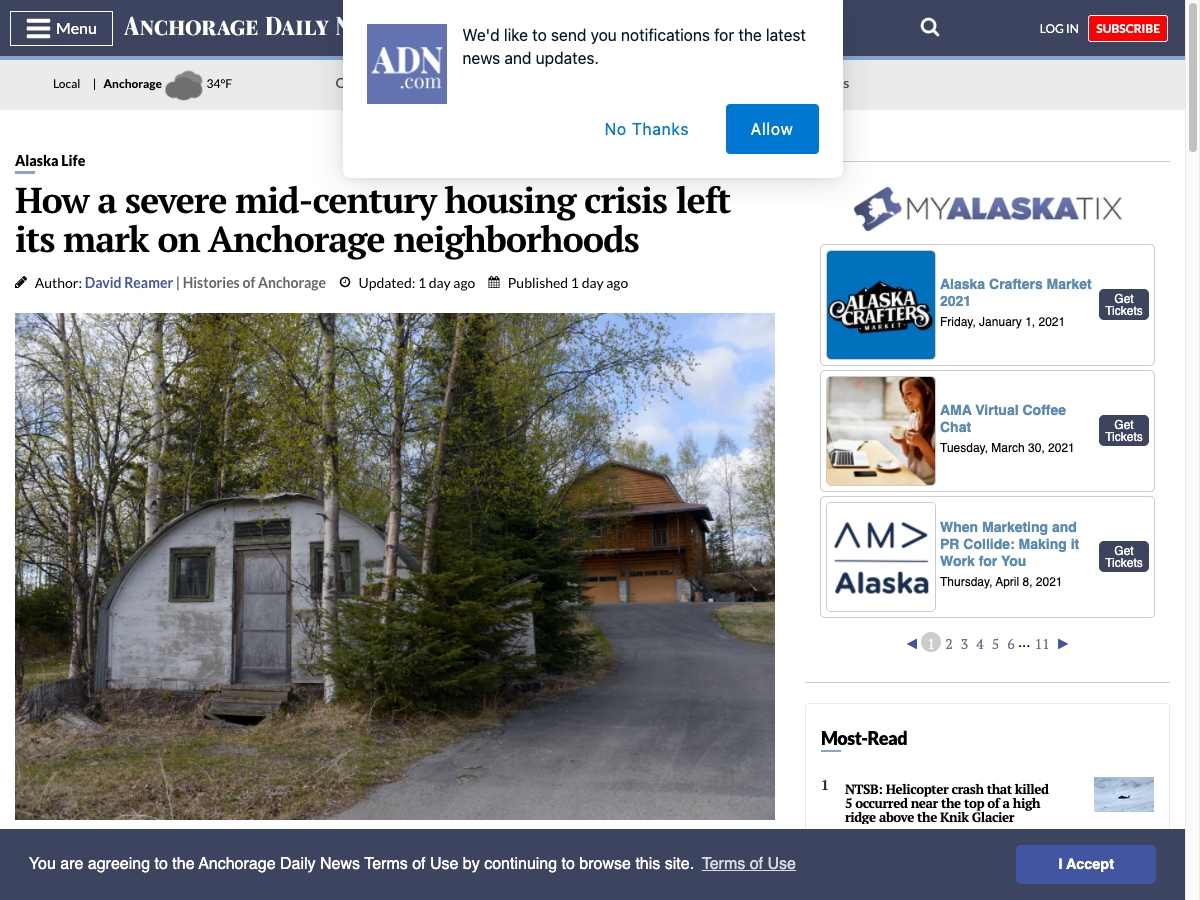 Menu
ANCHORAGE DAILY
LOG IN
SUBSCRIBE
ADN
.com
We'd like to send you notifications for the latest
news and updates.
No Thanks
Allow
Local | Anchorage 34°F
Alaska Life
How a severe mid-century housing crisis left
its mark on Anchorage neighborhoods
Author: David Reamer | Histories of Anchorage Updated: 1 day ago Published 1 day ago
MYALASKATIX
ALASKA
CRAFTERS
MARKET
Alaska Crafters Market
2021
Friday, January 1, 2021
Get
Tickets
AMA Virtual Coffee
Chat
Tuesday, March 30, 2021
Get
Tickets
AMA
Alaska
When Marketing and
PR Collide: Making it
Work for You
Thursday, April 8, 2021
Get
Tickets
1 2 3 4 5 6 ... 11
Most-Read
1 NTSB: Helicopter crash that killed
5 occurred near the top of a high
ridge above the Knik Glacier
You are agreeing to the Anchorage Daily News Terms of Use by continuing to browse this site. Terms of Use
I Accept